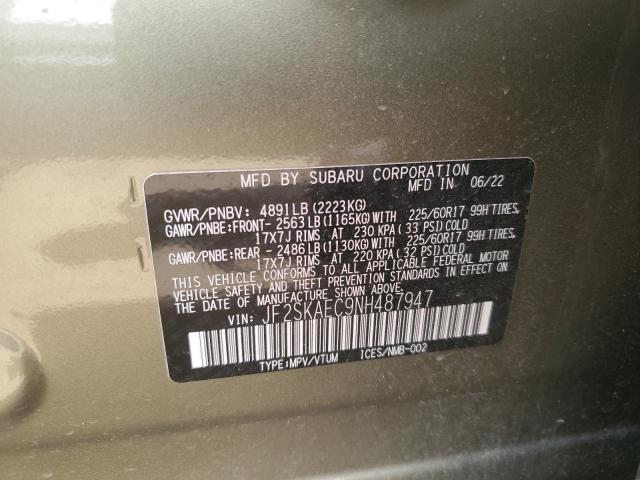 MFD BY SUBARU CORPORATION
MFD IN 06/22
GVWR/PNBV: 4891LB(2223KG)
GAWR/PNBE:FRONT- 2563LB(1165KG)WITH 225/60R17 99H TIRES,
17X7J RIMS AT 230 KPA(33 PSI)COLD
GAWR/PNBE:REAR - 2486LB(1130KG)WITH 225/60R17 99H TIRES,
17X7J RIMS AT 220 KPA(32 PSI)COLD
THIS VEHICLE CONFORMS TO ALL APPLICABLE FEDERAL MOTOR
VEHICLE SAFETY AND THEFT PREVENTION STANDARDS IN EFFECT ON
THE DATE OF MANUFACTURE SHOWN ABOVE.
VIN: JF2SKAEC9NH487947
TYPE:MPV/VTUM ICES/NMB-002